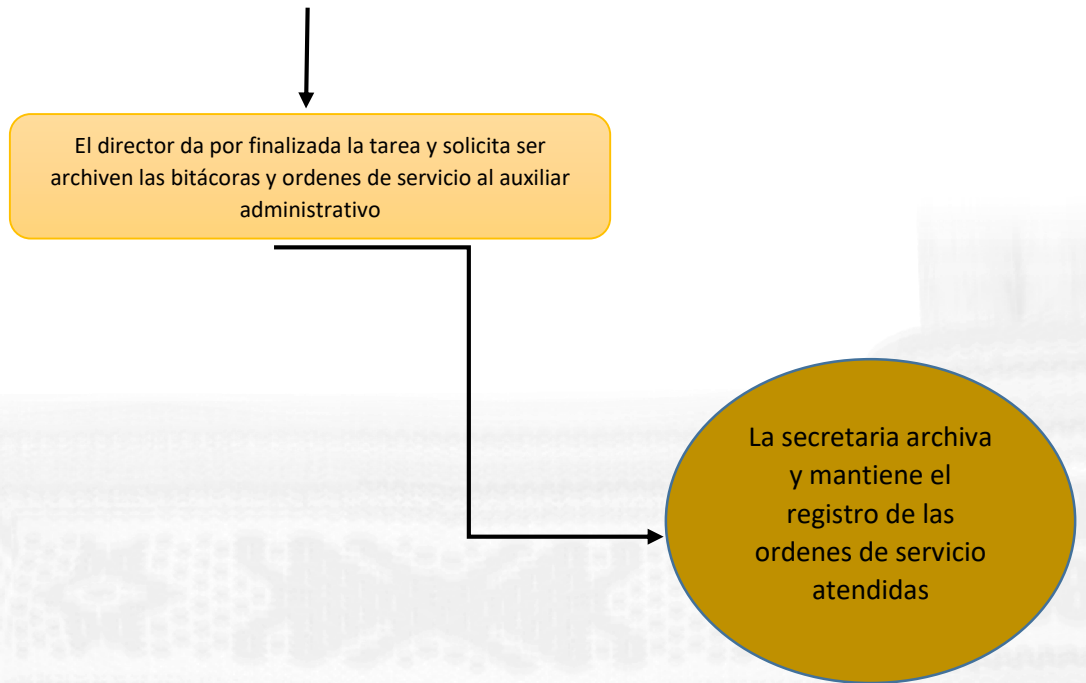 El director da por finalizada la tarea y solicita ser
archiven las bitácoras y ordenes de servicio al auxiliar
administrativo
La secretaria archiva
y mantiene el
registro de las
ordenes de servicio
atendidas